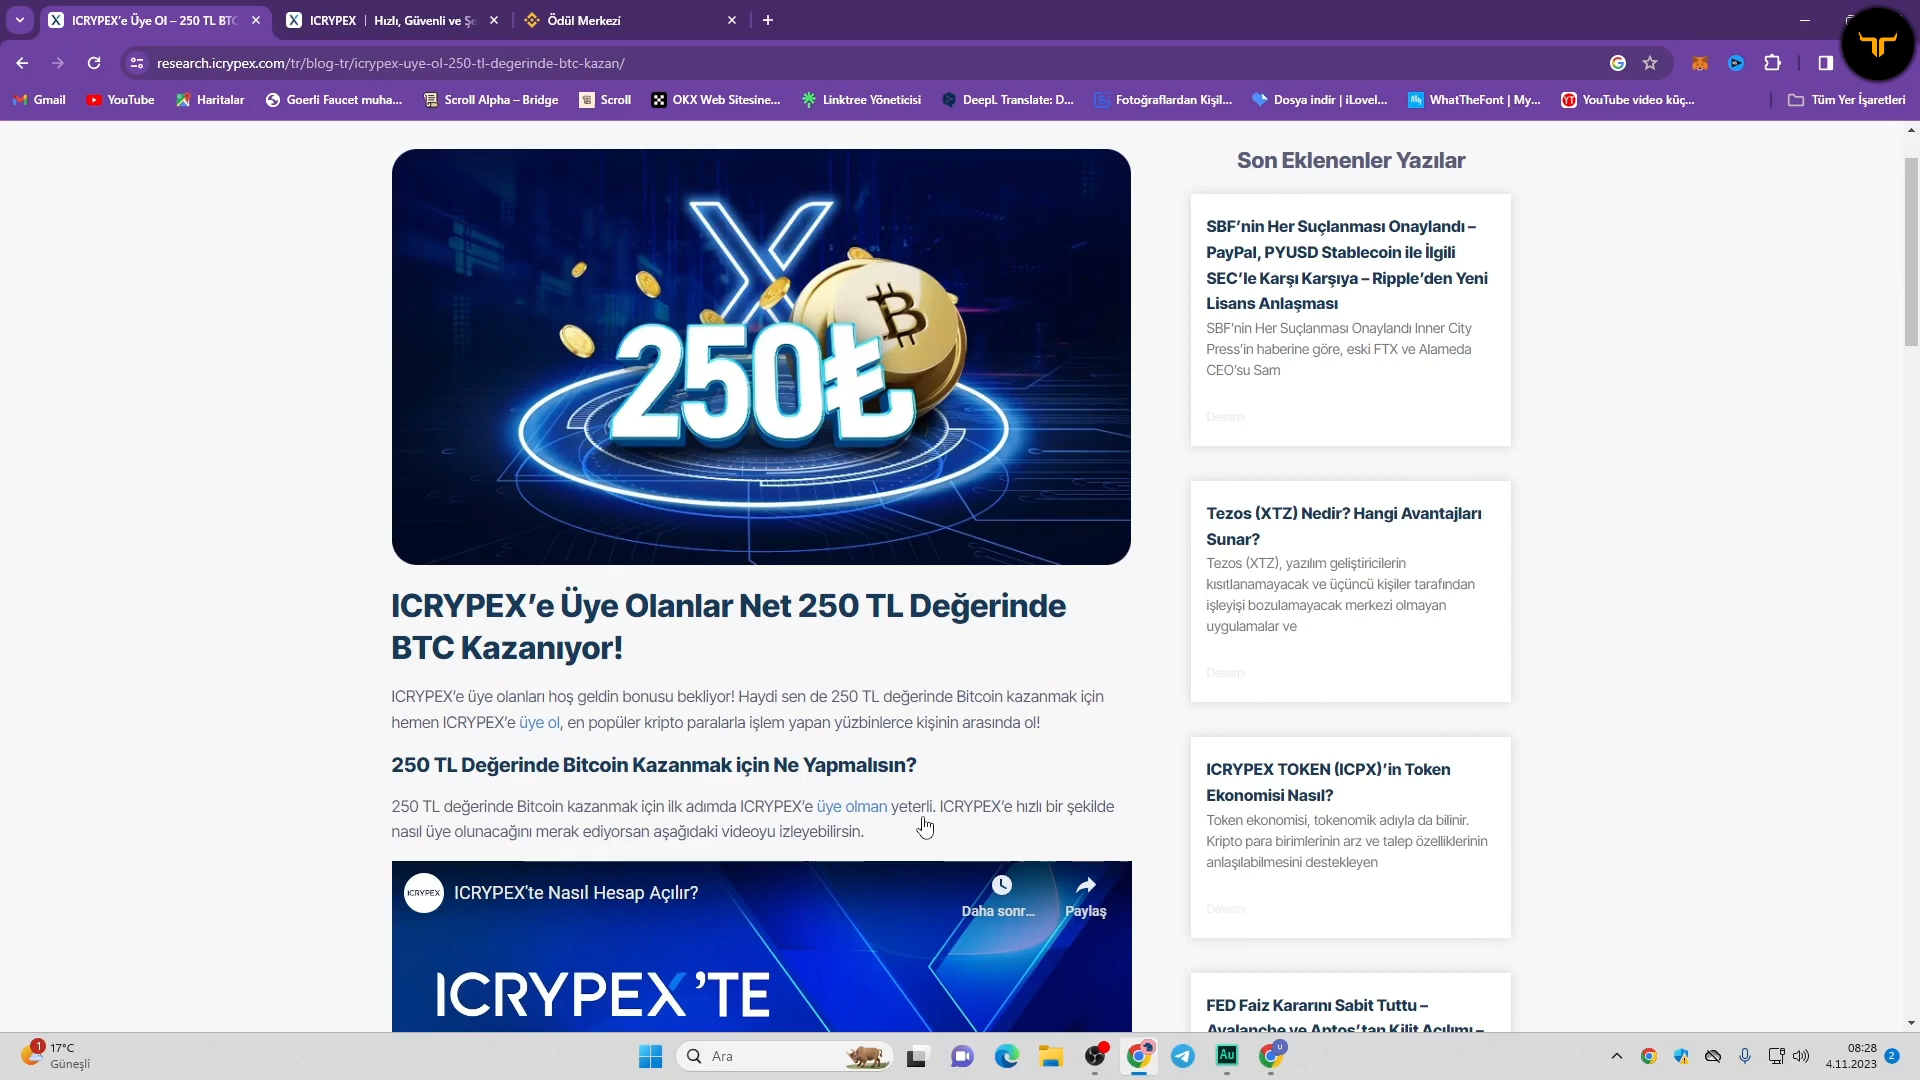 ICRYPEX'e Üye Ol – 250 TL BTC
ICRYPEX | Hızlı, Güvenli ve Şe
Ödül Merkezi
research.icrypex.com/tr/blog-tr/icrypex-uye-ol-250-tl-degerinde-btc-kazan/
Gmail
YouTube
Haritalar
Goerli Faucet muha...
Scroll Alpha – Bridge
Scroll
OKX Web Sitesine...
Linktree Yöneticisi
DeepL Translate: D...
Fotoğraflardan Kişil...
Dosya indir | iLovel...
WhatTheFont | My...
YouTube video küç...
Tüm Yer İşaretleri
250₺
ICRYPEX'e Üye Olanlar Net 250 TL Değerinde
BTC Kazanıyor!
ICRYPEX'e üye olanları hoş geldin bonusu bekliyor! Haydi sen de 250 TL değerinde Bitcoin kazanmak için
hemen ICRYPEX'e üye ol, en popüler kripto paralarla işlem yapan yüzbinlerce kişinin arasında ol!
250 TL Değerinde Bitcoin Kazanmak için Ne Yapmalısın?
250 TL değerinde Bitcoin kazanmak için ilk adımda ICRYPEX'e üye olman yeterli. ICRYPEX'e hızlı bir şekilde
nasıl üye olunacağını merak ediyorsan aşağıdaki videoyu izleyebilirsin.
ICRYPEX
ICRYPEX'te Nasıl Hesap Açılır?
Daha sonr...
Paylaş
ICRYPEX'TE
Son Eklenenler Yazılar
SBF'nin Her Suçlanması Onaylandı –
PayPal, PYUSD Stablecoin ile İlgili
SEC'le Karşı Karşıya – Ripple'den Yeni
Lisans Anlaşması
SBF'nin Her Suçlanması Onaylandı Inner City
Press'in haberine göre, eski FTX ve Alameda
CEO'su Sam
Devamı
Tezos (XTZ) Nedir? Hangi Avantajları
Sunar?
Tezos (XTZ), yazılım geliştiricilerin
kısıtlanamayacak ve üçüncü kişiler tarafından
işleyişi bozulamayacak merkezi olmayan
uygulamalar ve
Devamı
ICRYPEX TOKEN (ICPX)'in Token
Ekonomisi Nasıl?
Token ekonomisi, tokenomik adıyla da bilinir.
Kripto para birimlerinin arz ve talep özelliklerinin
anlaşılabilmesini destekleyen
Devamı
FED Faiz Kararını Sabit Tuttu –
Avalanche ve Aptos'tan Kilit Açılımı –
1
17°C
Güneşli
Ara
Au
08:28
4.11.2023
2